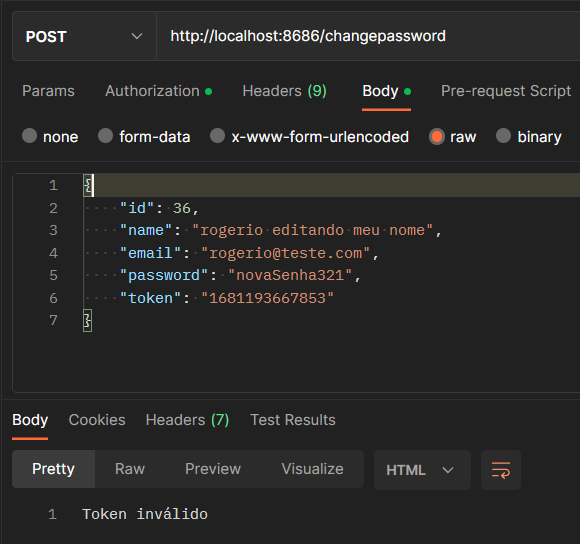 POST http://localhost:8686/changepassword
Params Authorization Headers (9) Body Pre-request Script
none form-data x-www-form-urlencoded raw binary
1 {
2 "id": 36,
3 "name": "rogerio editando meu nome",
4 "email": "rogerio@teste.com",
5 "password": "novaSenha321",
6 "token": "1681193667853"
7 }
Body Cookies Headers (7) Test Results
Pretty Raw Preview Visualize HTML
1 Token inválido